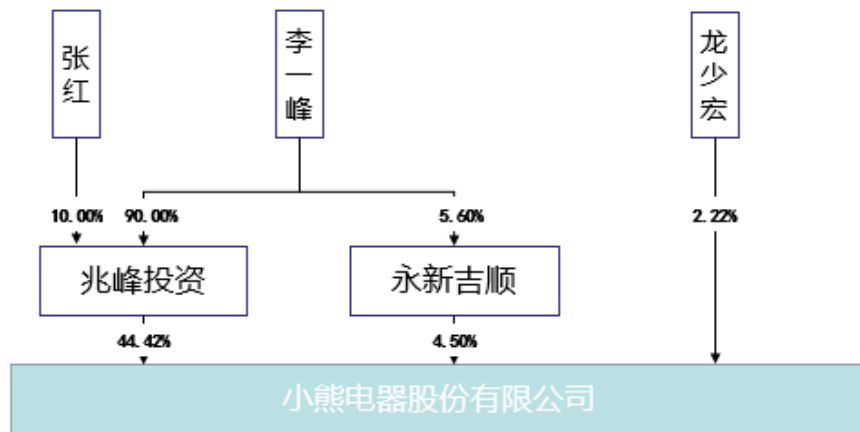 张红
李一峰
龙少宏
10.00% 90.00% 5.60% 2.22%
兆峰投资 永新吉顺
44.42% 4.50%
小熊电器股份有限公司